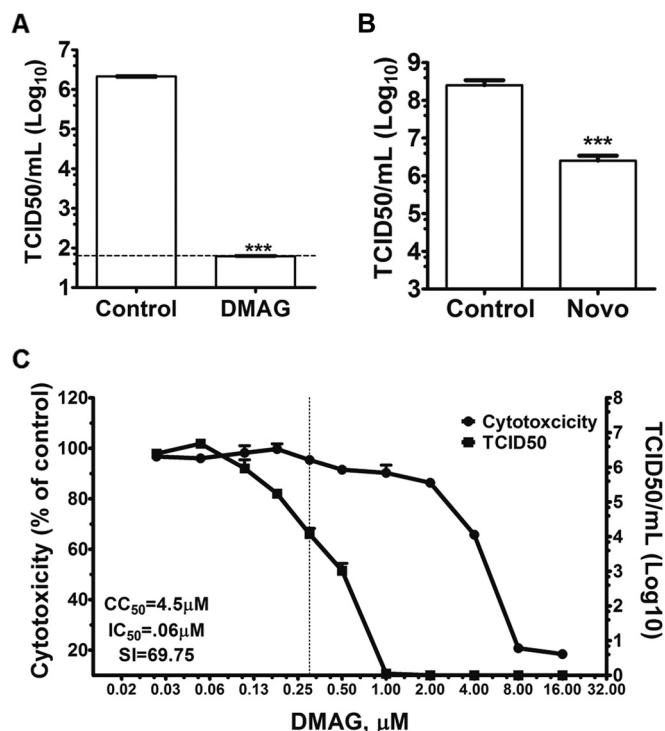 A
TCID50/mL (Log10)
7
6
5
4
3
2
1
***
Control DMAG
B
TCID50/mL (Log10)
9
8
7
6
5
4
3
***
Control Novo
C
Cytotoxicity (% of control)
120
100
80
60
40
20
Cytotoxcicity
TCID50
CC50=4.5μM
IC50=.06μM
SI=69.75
8
7
6
5
4
3
2
1
0
TCID50/mL (Log10)
0.02 0.03 0.06 0.13 0.25 0.50 1.00 2.00 4.00 8.00 16.00 32.00
DMAG, μM